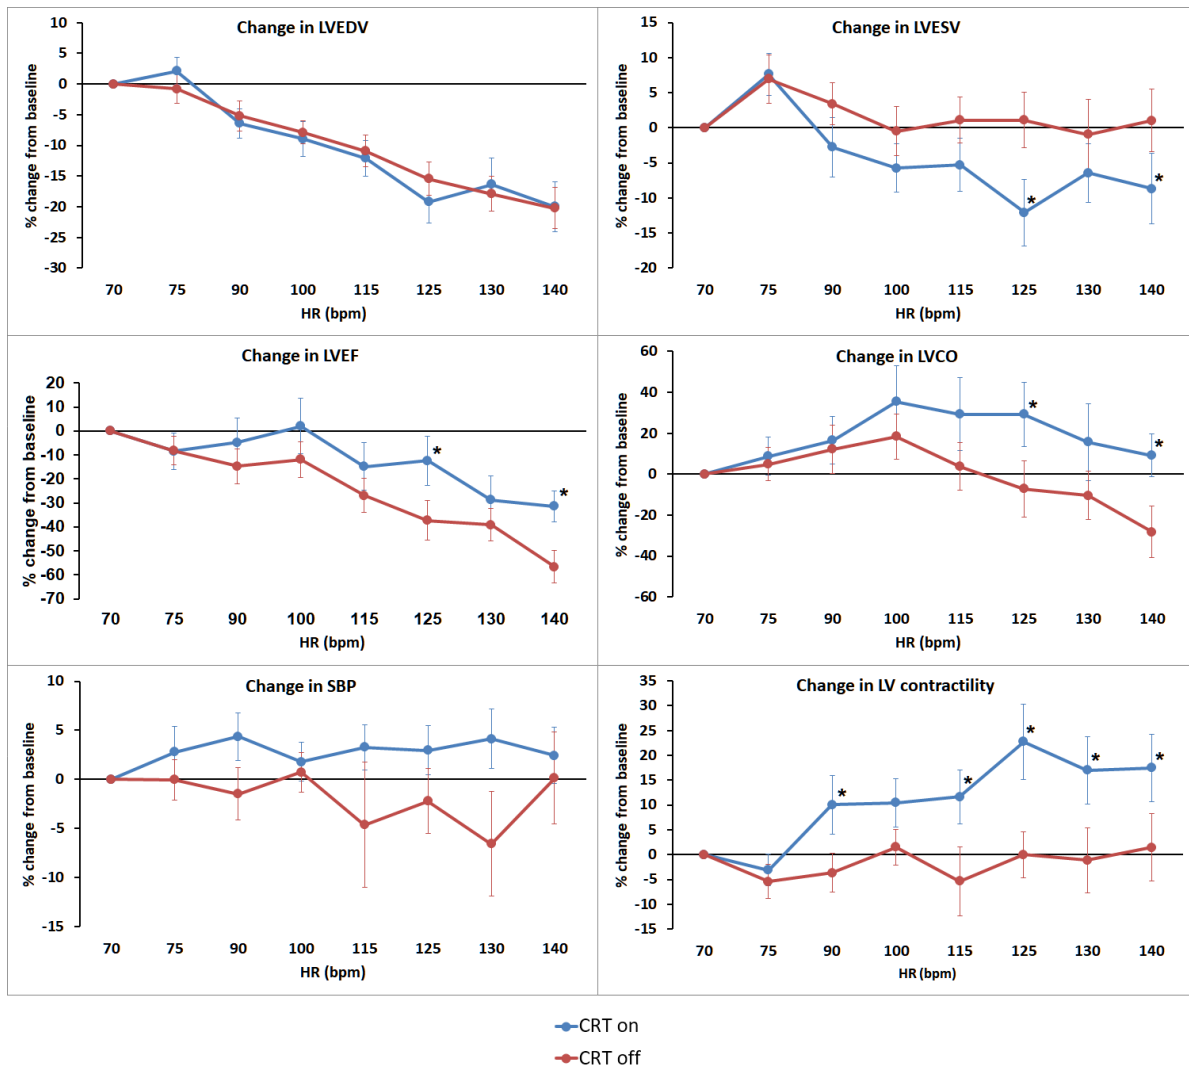 Change in LVEDV
% change from baseline
10
5
0
-5
-10
-15
-20
-25
-30
70 75 90 100 115 125 130 140
HR (bpm)
Change in LVESV
% change from baseline
15
10
5
0
-5
-10
-15
-20
* *
70 75 90 100 115 125 130 140
HR (bpm)
Change in LVEF
% change from baseline
20
10
0
-10
-20
-30
-40
-50
-60
-70
* *
70 75 90 100 115 125 130 140
HR (bpm)
Change in LVCO
% change from baseline
60
40
20
0
-20
-40
-60
* *
70 75 90 100 115 125 130 140
HR (bpm)
Change in SBP
% change from baseline
10
5
0
-5
-10
-15
70 75 90 100 115 125 130 140
HR (bpm)
Change in LV contractility
% change from baseline
35
30
25
20
15
10
5
0
-5
-10
-15
* * * * *
70 75 90 100 115 125 130 140
HR (bpm)
CRT on
CRT off